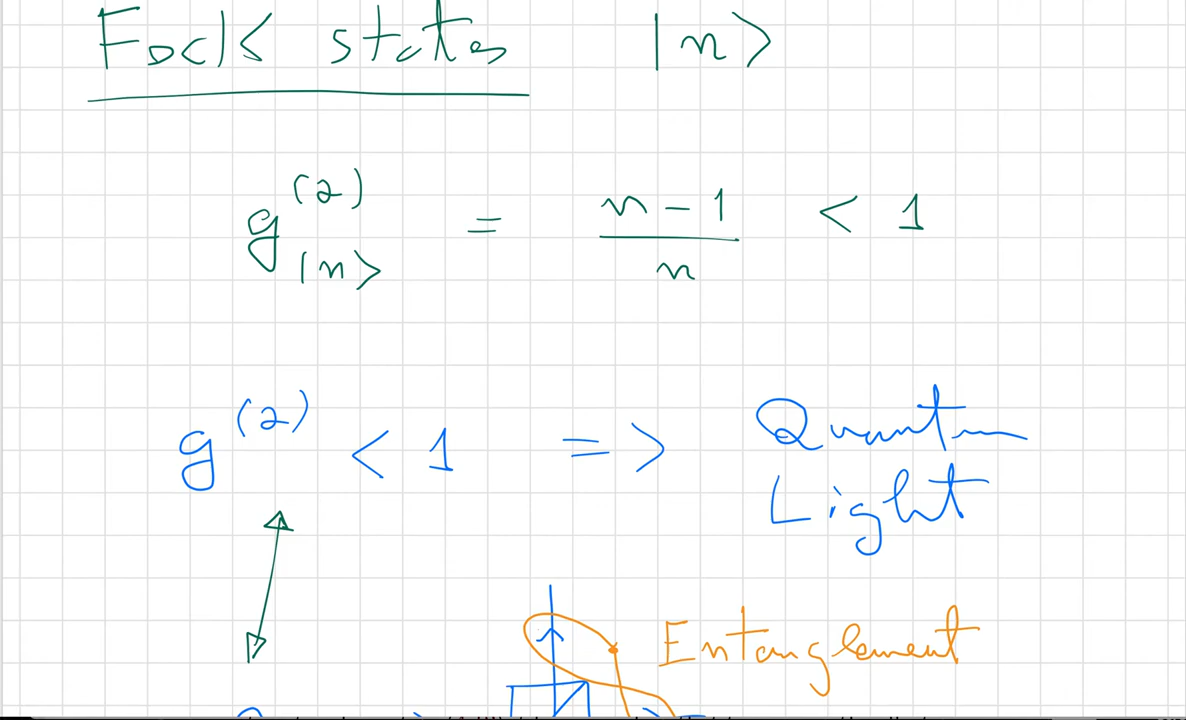 Fock states |n>
g^(2)_|n> = n-1/n < 1
g^(2) < 1 => Quantum
Light
Entanglement